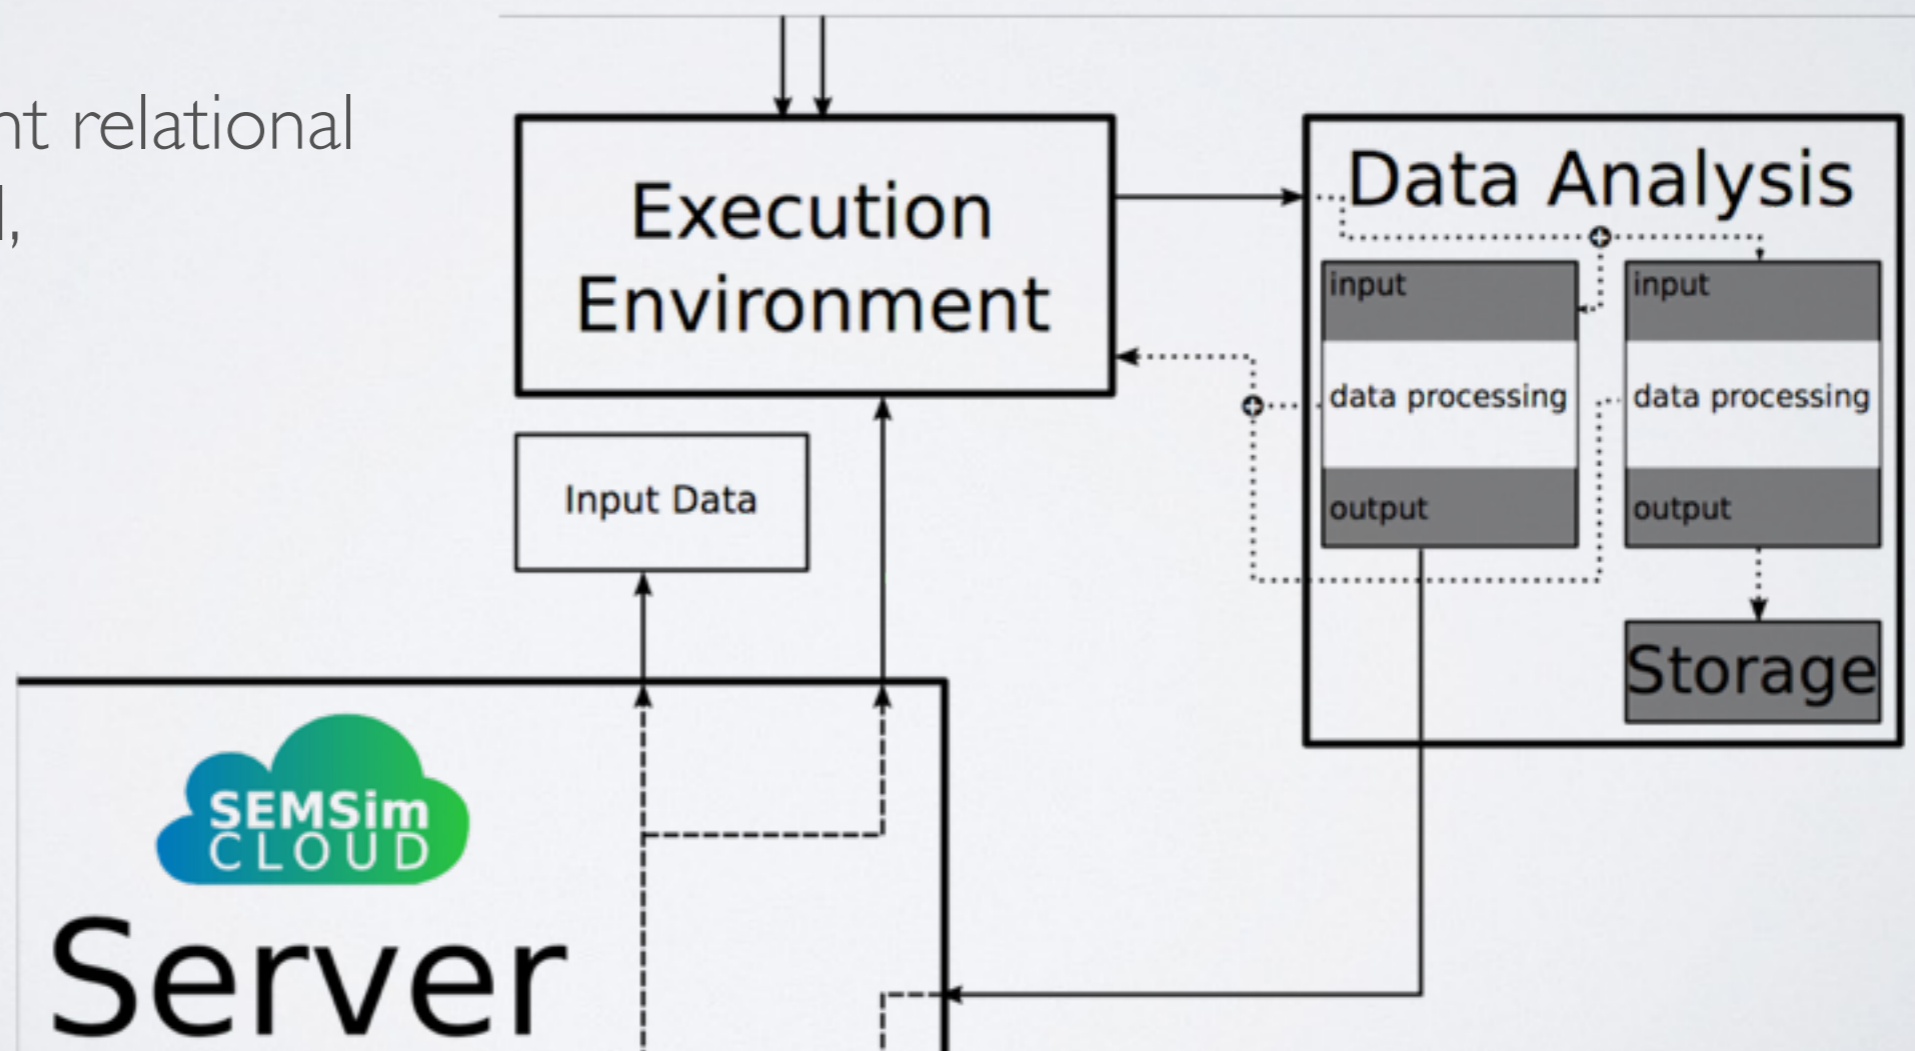 nt relational
Execution
Environment
Data Analysis
input
input
data processing
data processing
output
output
Input Data
Storage
SEMSim
CLOUD
Server